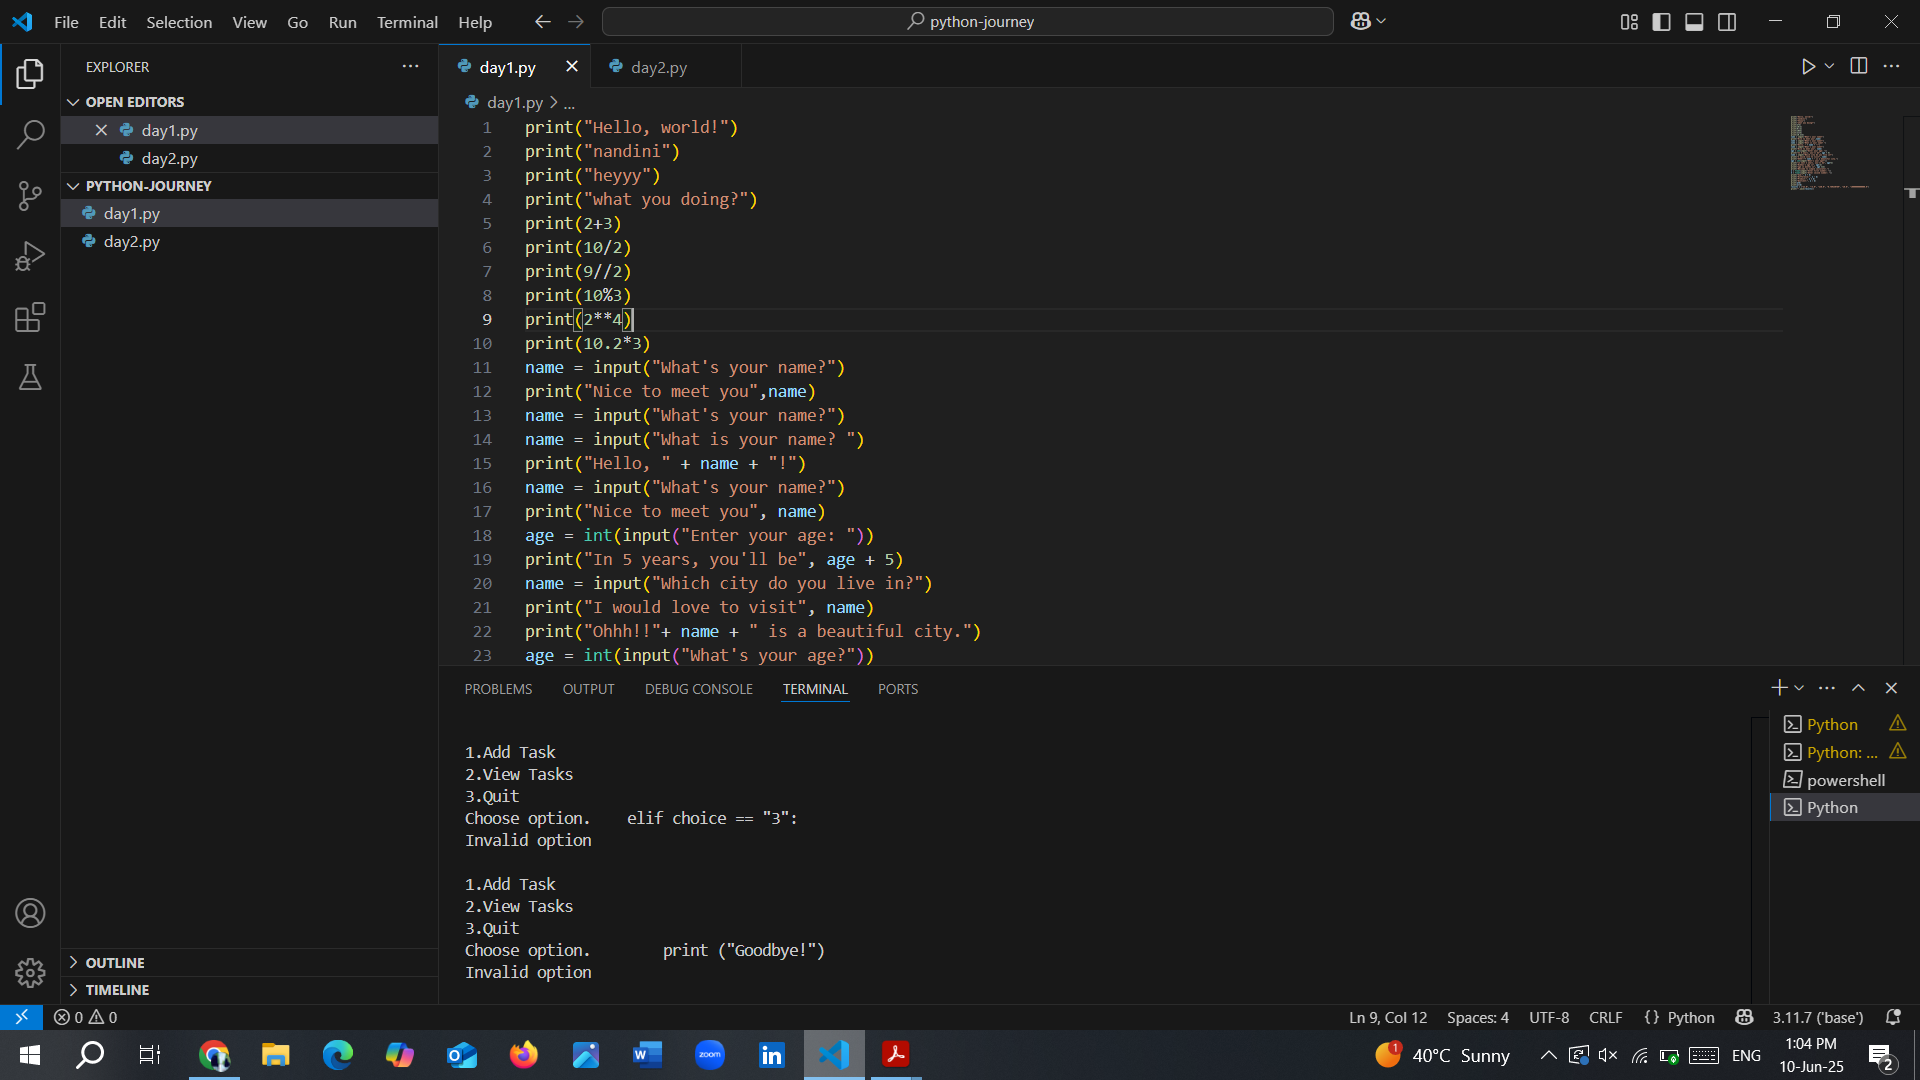 File Edit Selection View Go Run Terminal Help
python-journey
EXPLORER
OPEN EDITORS
day1.py
day2.py
PYTHON-JOURNEY
day1.py
day2.py
OUTLINE
TIMELINE
day1.py
day2.py
day1.py > ...
1 print("Hello, world!")
2 print("nandini")
3 print("heyyy")
4 print("what you doing?")
5 print(2+3)
6 print(10/2)
7 print(9//2)
8 print(10%3)
9 print(2**4)
10 print(10.2*3)
11 name = input("What's your name?")
12 print("Nice to meet you",name)
13 name = input("What's your name?")
14 name = input("What is your name? ")
15 print("Hello, " + name + "!")
16 name = input("What's your name?")
17 print("Nice to meet you", name)
18 age = int(input("Enter your age: "))
19 print("In 5 years, you'll be", age + 5)
20 name = input("Which city do you live in?")
21 print("I would love to visit", name)
22 print("Ohhh!!"+ name + " is a beautiful city.")
23 age = int(input("What's your age?"))
PROBLEMS OUTPUT DEBUG CONSOLE TERMINAL PORTS
1.Add Task
2.View Tasks
3.Quit
Choose option.    elif choice == "3":
Invalid option
1.Add Task
2.View Tasks
3.Quit
Choose option.        print ("Goodbye!")
Invalid option
Python
Python: ...
powershell
Python
0 0
Ln 9, Col 12 Spaces: 4 UTF-8 CRLF {} Python 3.11.7 ('base')
zoom
1
40°C Sunny
ENG
1:04 PM
10-Jun-25
2